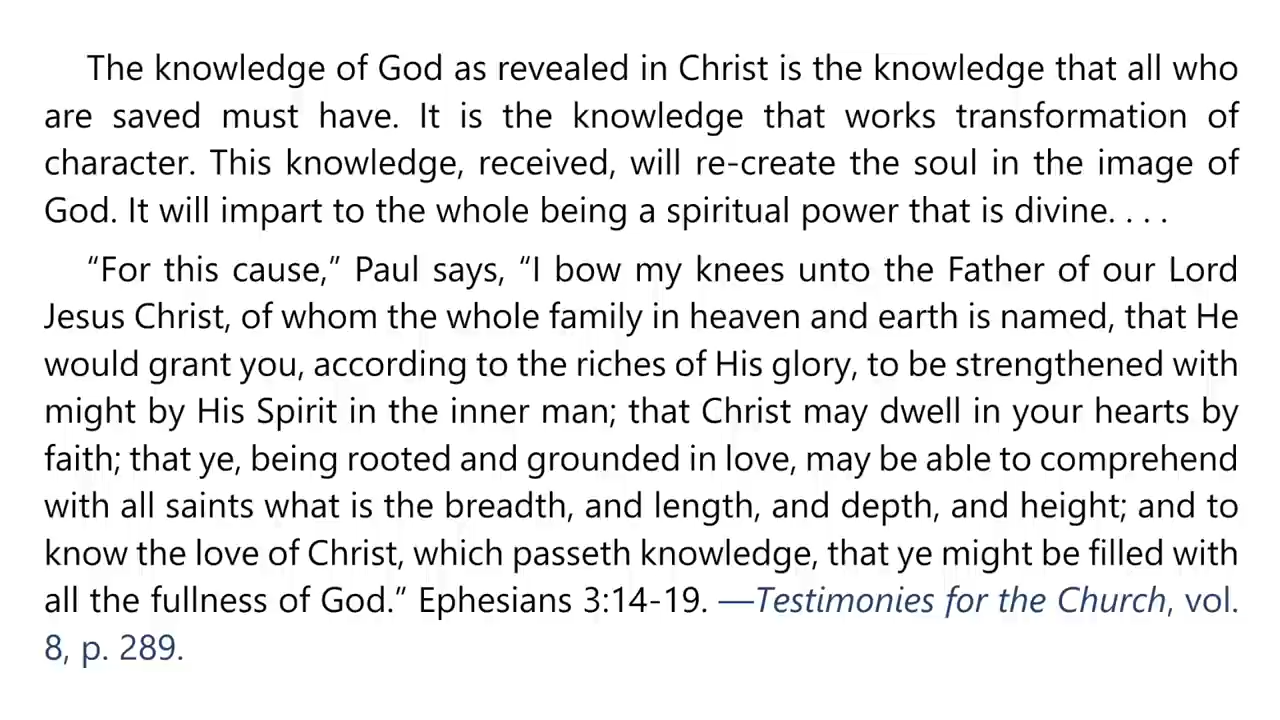 The knowledge of God as revealed in Christ is the knowledge that all who
are saved must have. It is the knowledge that works transformation of
character. This knowledge, received, will re-create the soul in the image of
God. It will impart to the whole being a spiritual power that is divine. . . .
“For this cause,” Paul says, “I bow my knees unto the Father of our Lord
Jesus Christ, of whom the whole family in heaven and earth is named, that He
would grant you, according to the riches of His glory, to be strengthened with
might by His Spirit in the inner man; that Christ may dwell in your hearts by
faith; that ye, being rooted and grounded in love, may be able to comprehend
with all saints what is the breadth, and length, and depth, and height; and to
know the love of Christ, which passeth knowledge, that ye might be filled with
all the fullness of God.” Ephesians 3:14-19. —Testimonies for the Church, vol.
8, p. 289.